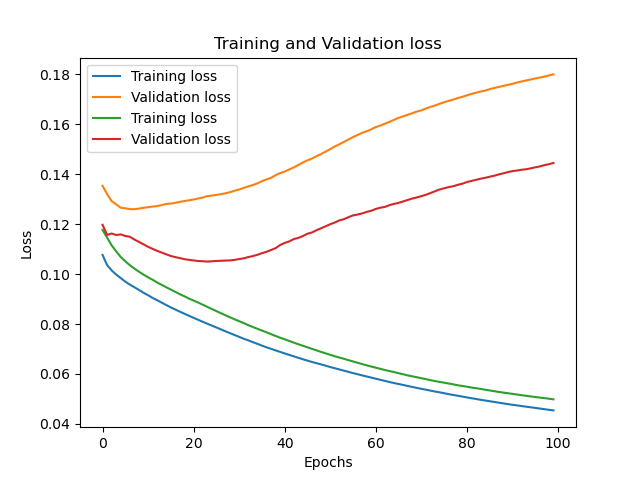 Training and Validation loss
Training loss
Validation loss
Training loss
Validation loss
0.18
0.16
0.14
0.12
0.10
0.08
0.06
0.04
Loss
0 20 40 60 80 100
Epochs